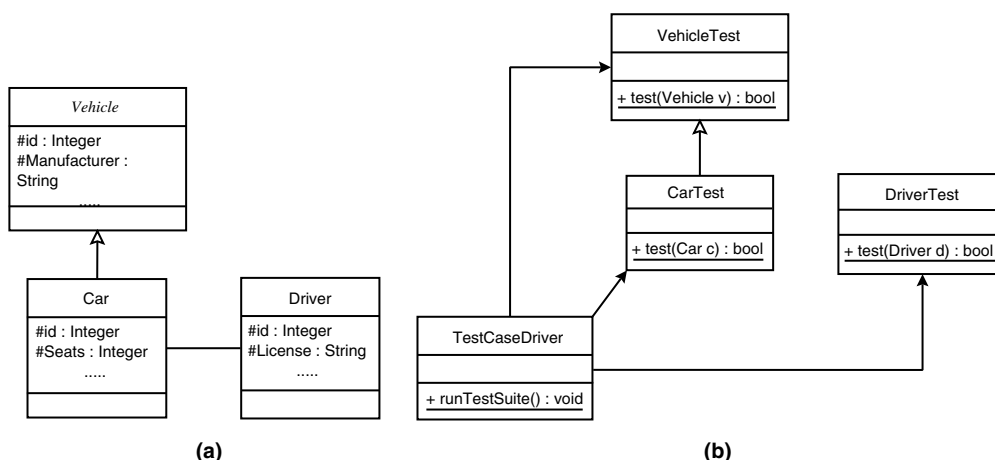 Vehicle
#id : Integer
#Manufacturer :
String
.....
Car
#id : Integer
#Seats : Integer
.....
Driver
#id : Integer
#License : String
.....
(a)
VehicleTest
+ test(Vehicle v) : bool
CarTest
+ test(Car c) : bool
DriverTest
+ test(Driver d) : bool
TestCaseDriver
+ runTestSuite() : void
(b)